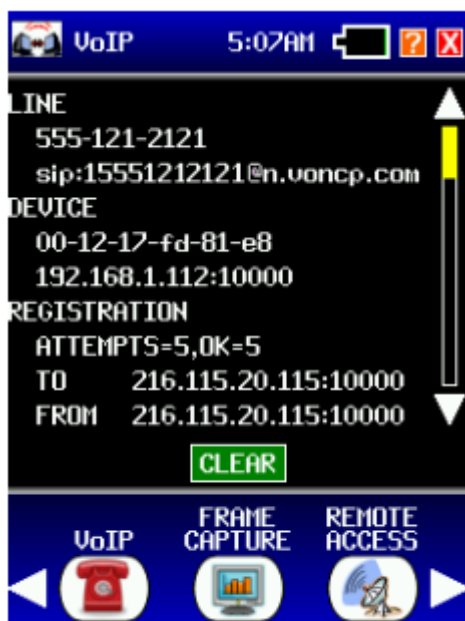 VoIP 5:07AM ? X
LINE
555-121-2121
sip:15551212121@n.voncp.com
DEVICE
00-12-17-fd-81-e8
192.168.1.112:10000
REGISTRATION
ATTEMPTS=5,OK=5
TO 216.115.20.115:10000
FROM 216.115.20.115:10000
CLEAR
VoIP
FRAME CAPTURE
REMOTE ACCESS